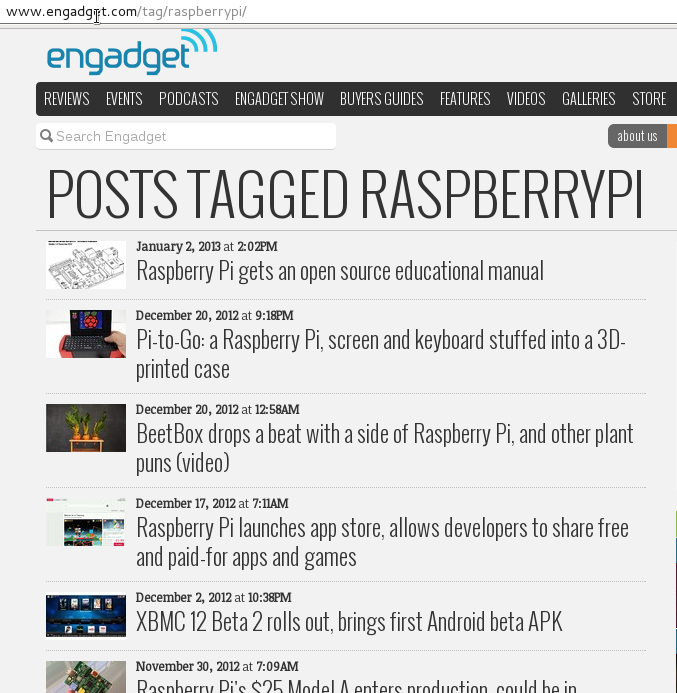 www.engadget.com/tag/raspberrypi/
engadget
REVIEWS EVENTS PODCASTS ENGADGET SHOW BUYERS GUIDES FEATURES VIDEOS GALLERIES STORE
Search Engadget
about us
POSTS TAGGED RASPBERRYPI
January 2, 2013 at 2:02PM
Raspberry Pi gets an open source educational manual
December 20, 2012 at 9:18PM
Pi-to-Go: a Raspberry Pi, screen and keyboard stuffed into a 3D-
printed case
December 20, 2012 at 12:58AM
BeetBox drops a beat with a side of Raspberry Pi, and other plant
puns (video)
December 17, 2012 at 7:11AM
Raspberry Pi launches app store, allows developers to share free
and paid-for apps and games
December 2, 2012 at 10:38PM
XBMC 12 Beta 2 rolls out, brings first Android beta APK
November 30, 2012 at 7:09AM
Raspberry Pi's $25 Model A enters production, could be in